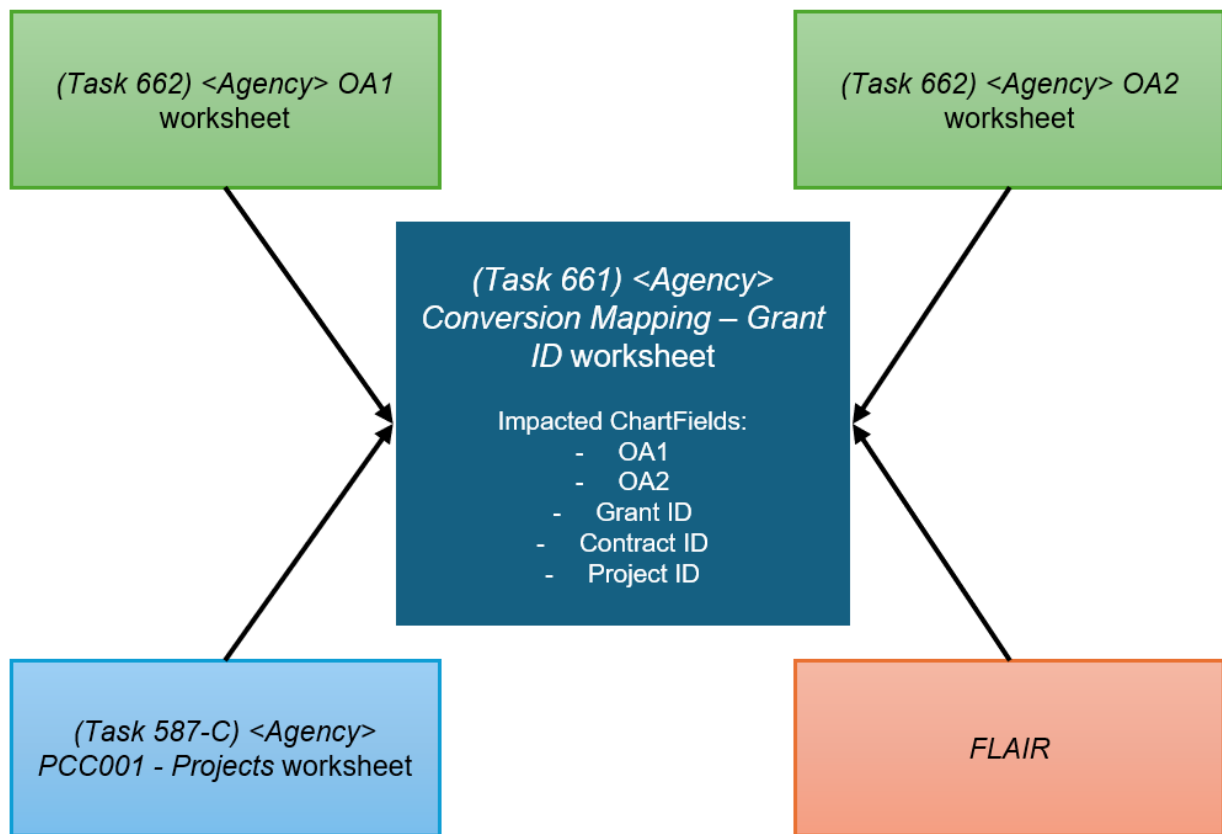 (Task 662) <Agency> OA1
worksheet
(Task 662) <Agency> OA2
worksheet
(Task 661) <Agency>
Conversion Mapping – Grant
ID worksheet
Impacted ChartFields:
- OA1
- OA2
- Grant ID
- Contract ID
- Project ID
(Task 587-C) <Agency>
PCC001 - Projects worksheet
FLAIR